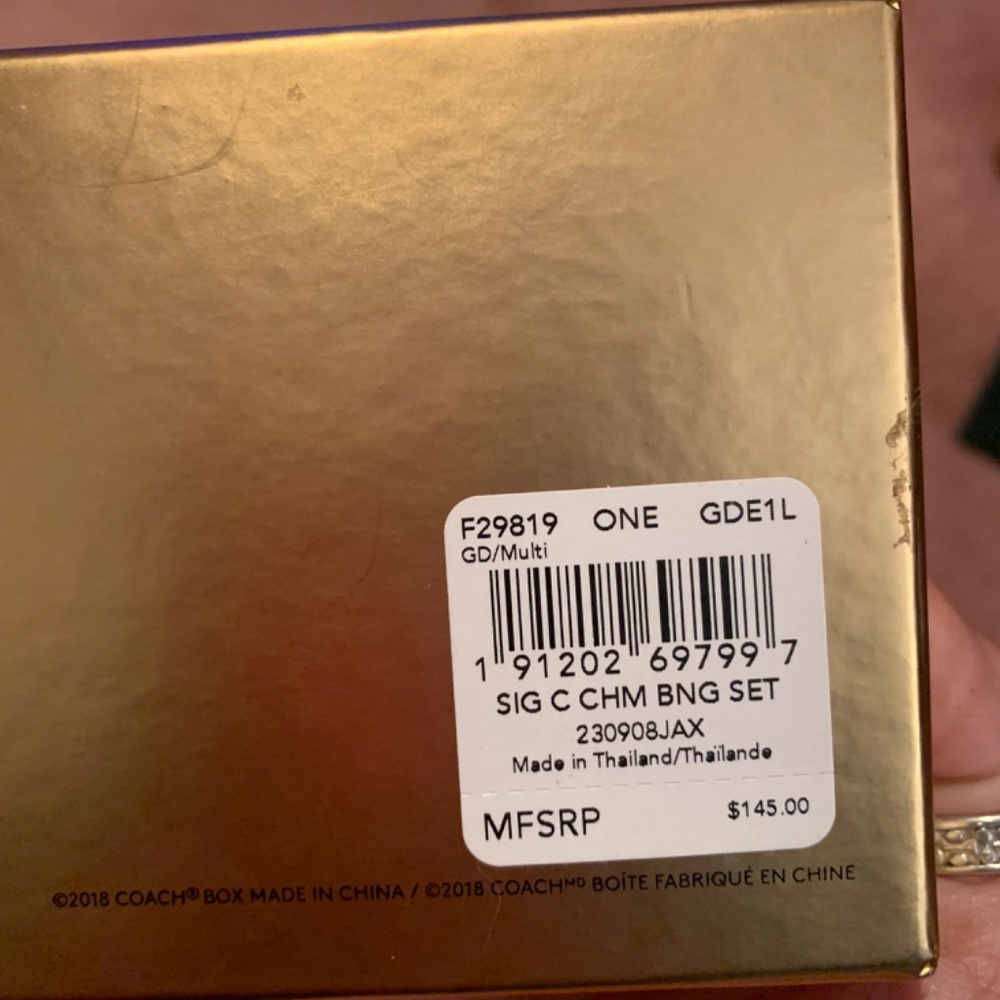 F29819 ONE GDE1L
GD/Multi
1 91202 69799 7
SIG C CHM BNG SET
230908JAX
Made in Thailand/Thaïlande
MFSRP $145.00
©2018 COACH® BOX MADE IN CHINA / ©2018 COACHᴹᴰ BOÎTE FABRIQUÉ EN CHINE